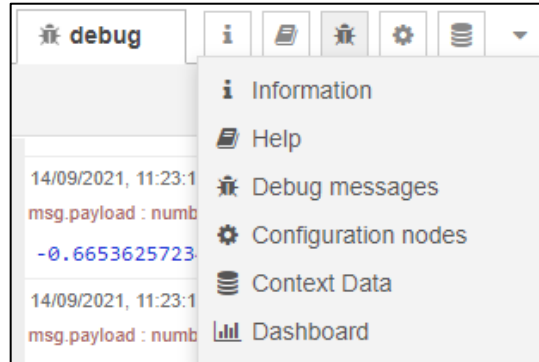 debug
Information
Help
Debug messages
Configuration nodes
Context Data
Dashboard
14/09/2021, 11:23:1
msg.payload : numb
-0.665362572
14/09/2021, 11:23:1
msg.payload : numb